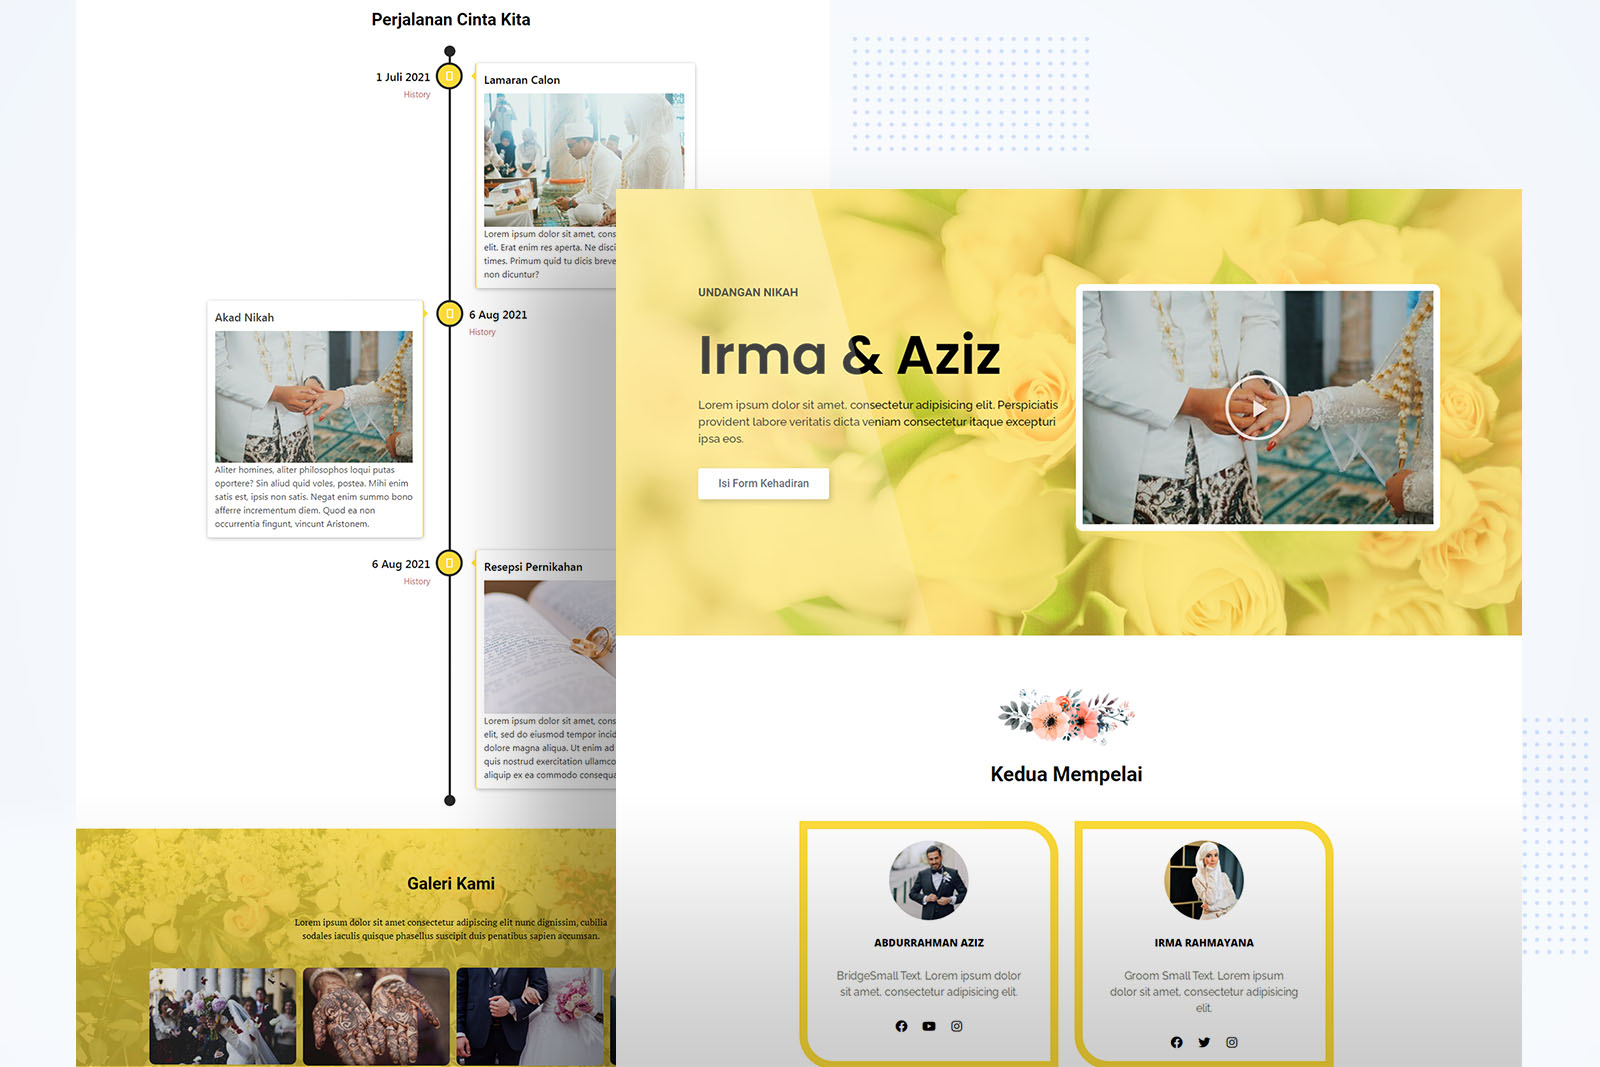 Perjalanan Cinta Kita
1 Juli 2021
History
Lamaran Calon
Lorem ipsum dolor sit amet, cons
elit. Erat enim res aperta. Ne disci
times. Primum quid tu dicis breve
non dicuntur?
Akad Nikah
6 Aug 2021
History
Aliter homines, aliter philosophos loqui putas
oportere? Sin aliud quid voles, postea. Mihi enim
satis est, ipsis non satis. Negat enim summo bono
afferre incrementum diem. Quod ea non
occurrentia fingunt, vincunt Aristonem.
6 Aug 2021
History
Resepsi Pernikahan
Lorem ipsum dolor sit amet, cons
elit, sed do eiusmod tempor incid
dolore magna aliqua. Ut enim ad
quis nostrud exercitation ullamco
aliquip ex ea commodo consequa
Galeri Kami
Lorem ipsum dolor sit amet consectetur adipiscing elit nunc dignissim, cubilia
sodales iaculis quisque phasellus suscipit duis penatibus sapien accumsan.
UNDANGAN NIKAH
Irma & Aziz
Lorem ipsum dolor sit amet, consectetur adipisicing elit. Perspiciatis
provident labore veritatis dicta veniam consectetur itaque excepturi
ipsa eos.
Isi Form Kehadiran
Kedua Mempelai
ABDURRAHMAN AZIZ
BridgeSmall Text. Lorem ipsum dolor
sit amet, consectetur adipisicing elit.
IRMA RAHMAYANA
Groom Small Text. Lorem ipsum
dolor sit amet, consectetur adipisicing
elit.